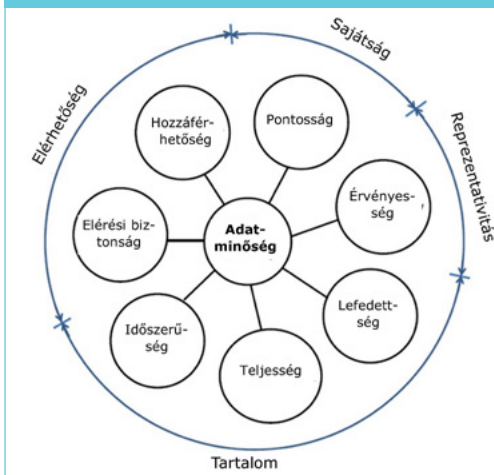 Sajátság
Elérhetőség
Reprezentativitás
Hozzáfér-
hetőség
Pontosság
Érvényes-
ség
Elérési biz-
tonság
Adat-
minőség
Időszerű-
ség
Lefedett-
ség
Teljesség
Tartalom